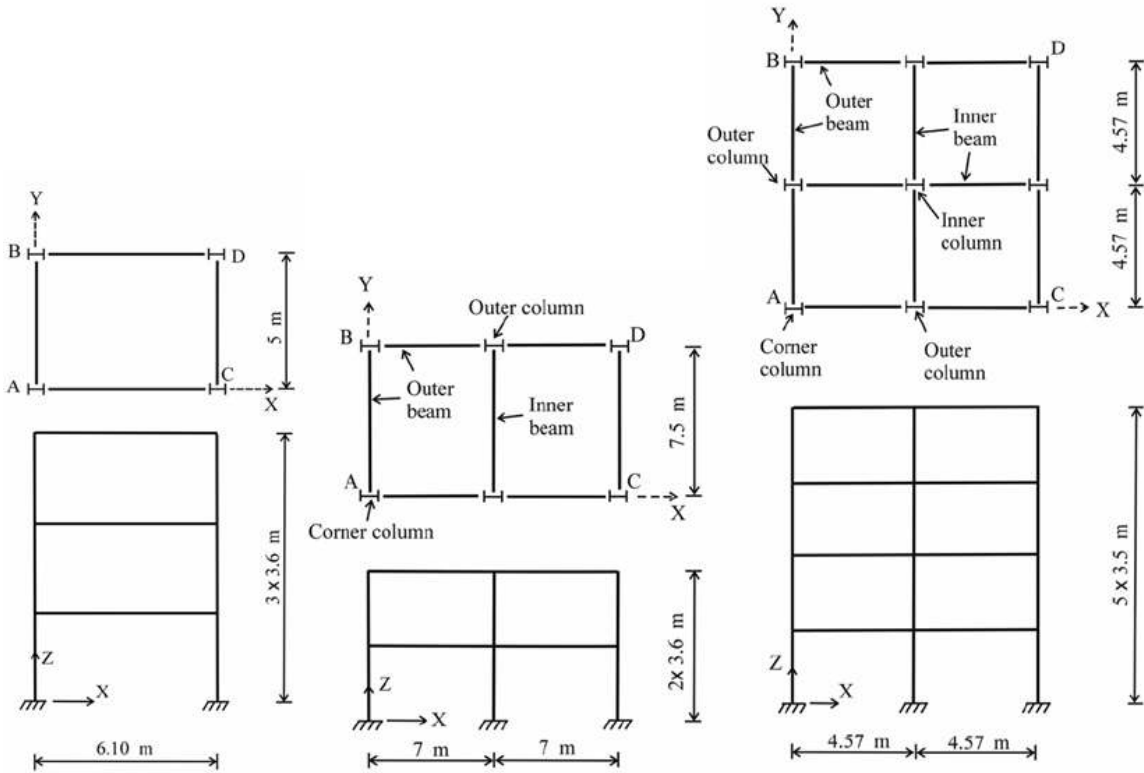 Y
B
D
A
C
X
5 m
Z
X
3 x 3.6 m
6.10 m
Y
Outer column
B
D
Outer
beam
Inner
beam
7.5 m
A
C
X
Corner column
Z
X
2x 3.6 m
7 m
7 m
Y
B
D
Outer
beam
Inner
beam
Outer
column
Inner
column
4.57 m
4.57 m
A
C
X
Corner
column
Outer
column
Z
X
5 x 3.5 m
4.57 m
4.57 m